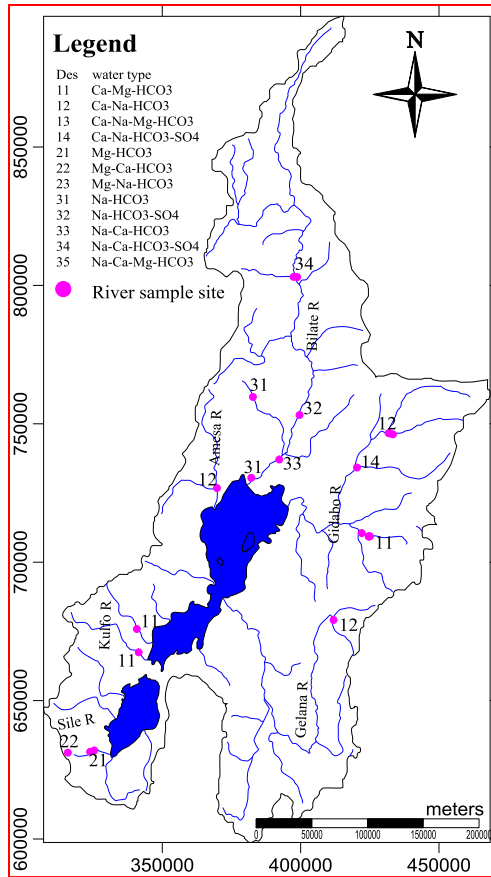 Legend
N
Des water type
11 Ca-Mg-HCO3
12 Ca-Na-HCO3
13 Ca-Na-Mg-HCO3
14 Ca-Na-HCO3-SO4
21 Mg-HCO3
22 Mg-Ca-HCO3
23 Mg-Na-HCO3
31 Na-HCO3
32 Na-HCO3-SO4
33 Na-Ca-HCO3
34 Na-Ca-HCO3-SO4
35 Na-Ca-Mg-HCO3
River sample site
850000
800000
750000
700000
650000
600000
34
Bilate R
31
32
12
Amesa R
33
14
31
12
Gidabo R
11
11
Kulfo R
12
11
Gelana R
Sile R
22
21
meters
0 50000 100000 150000 200000
350000 400000 450000